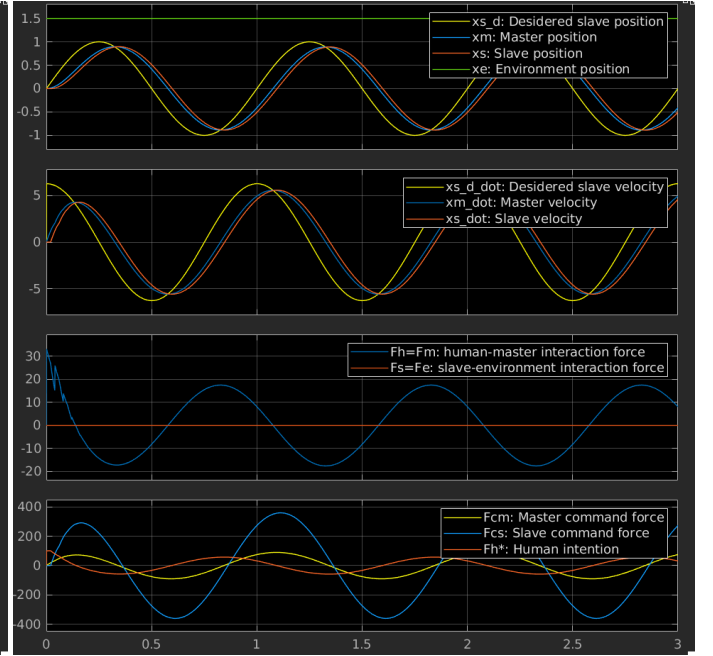 1.5
1
0.5
0
-0.5
-1
xs_d: Desidered slave position
xm: Master position
xs: Slave position
xe: Environment position
5
0
-5
xs_d_dot: Desidered slave velocity
xm_dot: Master velocity
xs_dot: Slave velocity
30
20
10
0
-10
-20
Fh=Fm: human-master interaction force
Fs=Fe: slave-environment interaction force
400
200
0
-200
-400
Fcm: Master command force
Fcs: Slave command force
Fh*: Human intention
0 0.5 1 1.5 2 2.5 3